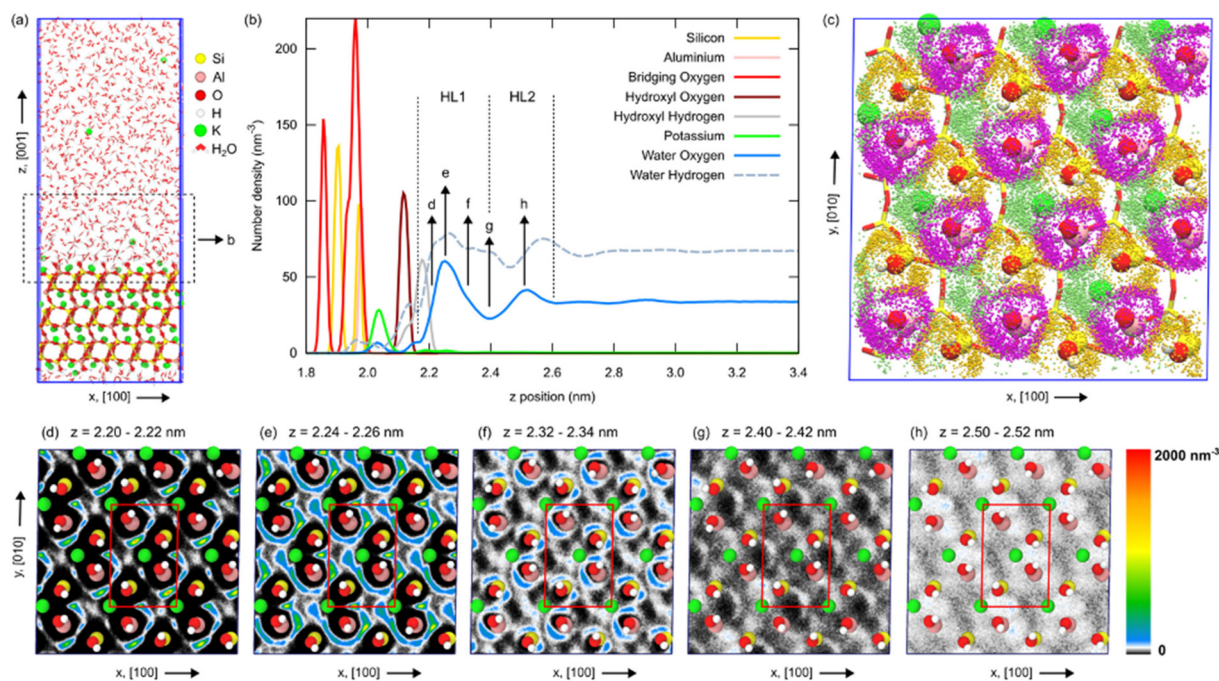 (a)
z, [001]
x, [100]
b
Si
Al
O
H
K
H2O
(b)
Number density (nm-3)
200
150
100
50
0
1.8 2.0 2.2 2.4 2.6 2.8 3.0 3.2 3.4
z position (nm)
HL1
HL2
d
e
f
g
h
Silicon
Aluminium
Bridging Oxygen
Hydroxyl Oxygen
Hydroxyl Hydrogen
Potassium
Water Oxygen
Water Hydrogen
(c)
y, [010]
x, [100]
(d) z = 2.20 - 2.22 nm
(e) z = 2.24 - 2.26 nm
(f) z = 2.32 - 2.34 nm
(g) z = 2.40 - 2.42 nm
(h) z = 2.50 - 2.52 nm
y, [010]
x, [100]
x, [100]
x, [100]
x, [100]
x, [100]
2000 nm-3
0